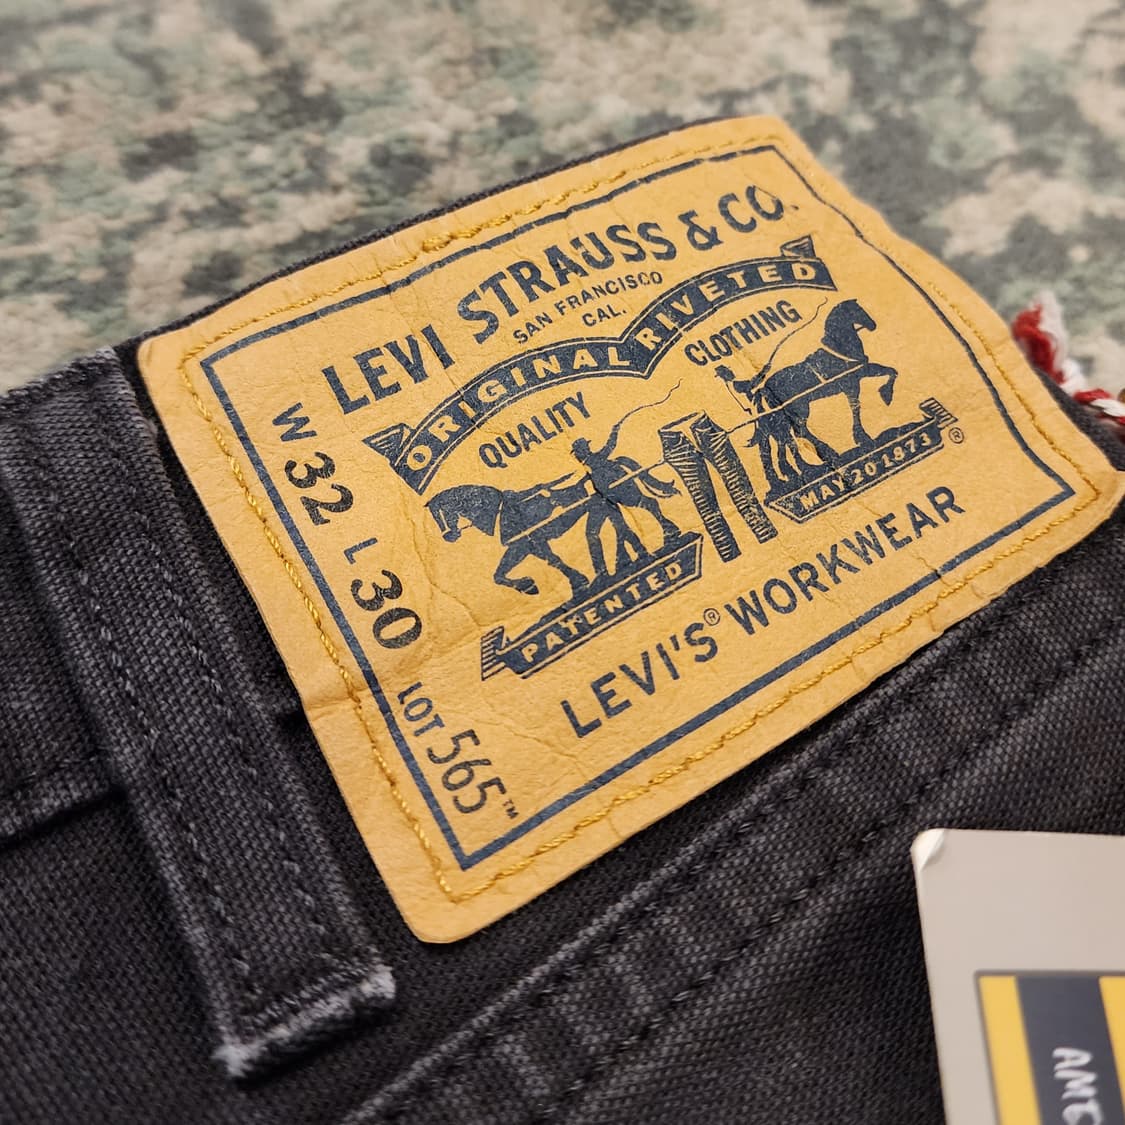 LEVI STRAUSS & CO.
SAN FRANCISCO
CAL.
ORIGINAL RIVETED
QUALITY CLOTHING
PATENTED MAY 20 1873 ®
LEVI'S® WORKWEAR
W 32 L 30
LOT 565™